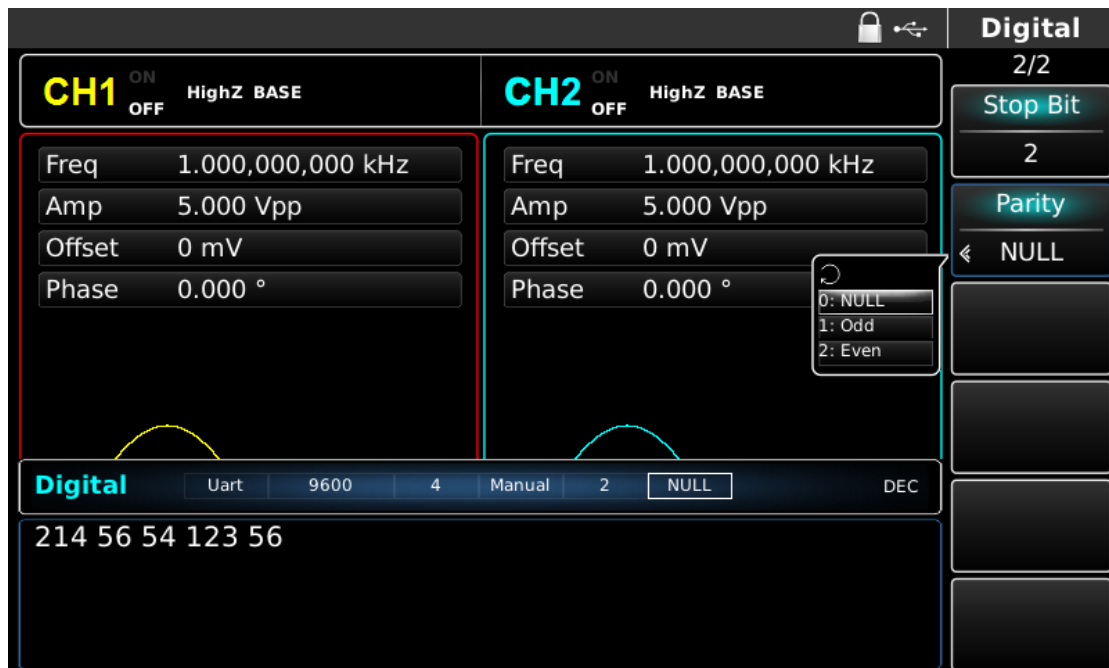 Digital
2/2
CH1 ON OFF HighZ BASE
CH2 ON OFF HighZ BASE
Freq 1.000,000,000 kHz
Amp 5.000 Vpp
Offset 0 mV
Phase 0.000 °
Freq 1.000,000,000 kHz
Amp 5.000 Vpp
Offset 0 mV
Phase 0.000 °
Stop Bit
2
Parity
NULL
0: NULL
1: Odd
2: Even
Digital Uart 9600 4 Manual 2 NULL DEC
214 56 54 123 56